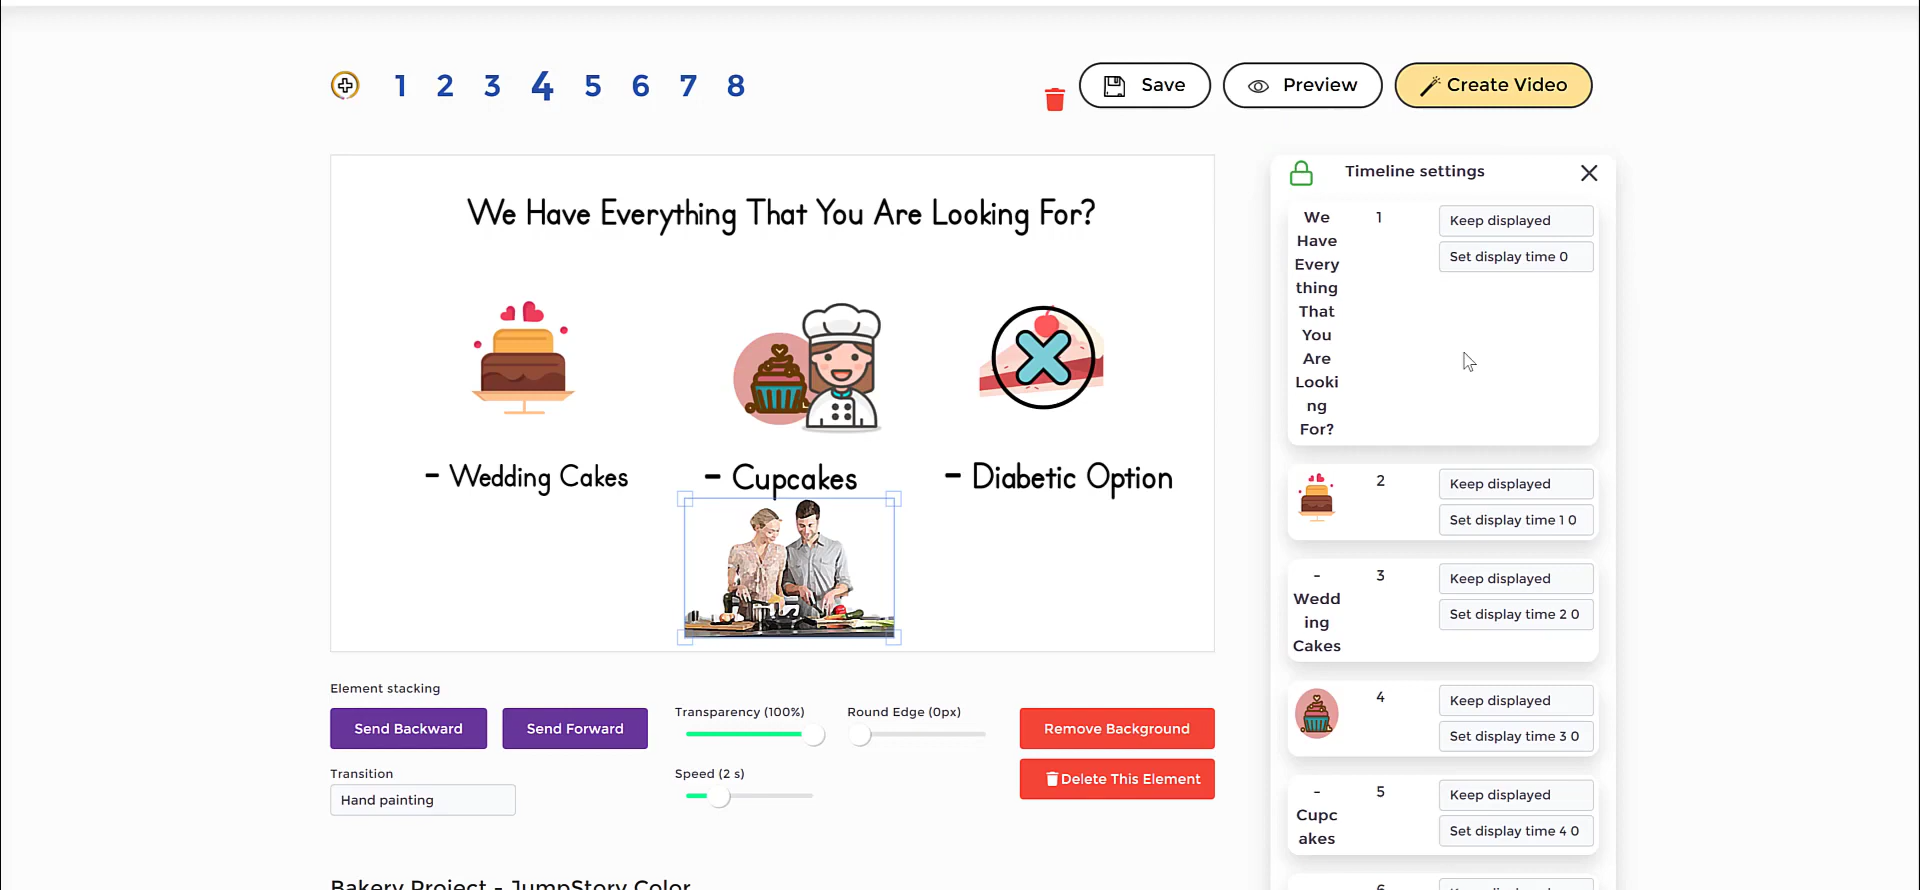 1 2 3 4 5 6 7 8
Save
Preview
Create Video
We Have Everything That You Are Looking For?
- Wedding Cakes
- Cupcakes
- Diabetic Option
Element stacking
Send Backward
Send Forward
Transparency (100%)
Round Edge (0px)
Remove Background
Transition
Hand painting
Speed (2 s)
Delete This Element
Bakery Project - JumpStory Color
Timeline settings
We
Have
Every
thing
That
You
Are
Looki
ng
For?
1
Keep displayed
Set display time 0
2
Keep displayed
Set display time 1 0
-
Wedd
ing
Cakes
3
Keep displayed
Set display time 2 0
4
Keep displayed
Set display time 3 0
-
Cupc
akes
5
Keep displayed
Set display time 4 0